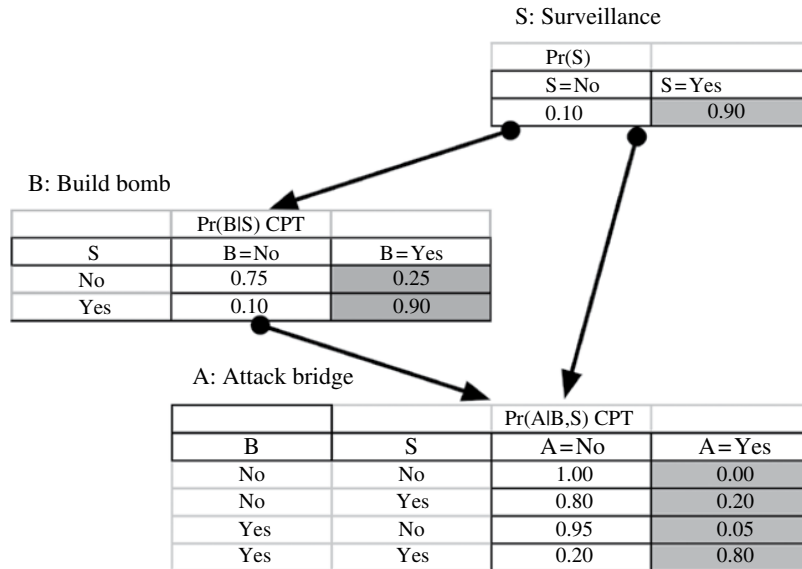 S: Surveillance
Pr(S)
S=No S=Yes
0.10 0.90
B: Build bomb
Pr(B|S) CPT
S B=No B=Yes
No 0.75 0.25
Yes 0.10 0.90
A: Attack bridge
Pr(A|B,S) CPT
B S A=No A=Yes
No No 1.00 0.00
No Yes 0.80 0.20
Yes No 0.95 0.05
Yes Yes 0.20 0.80